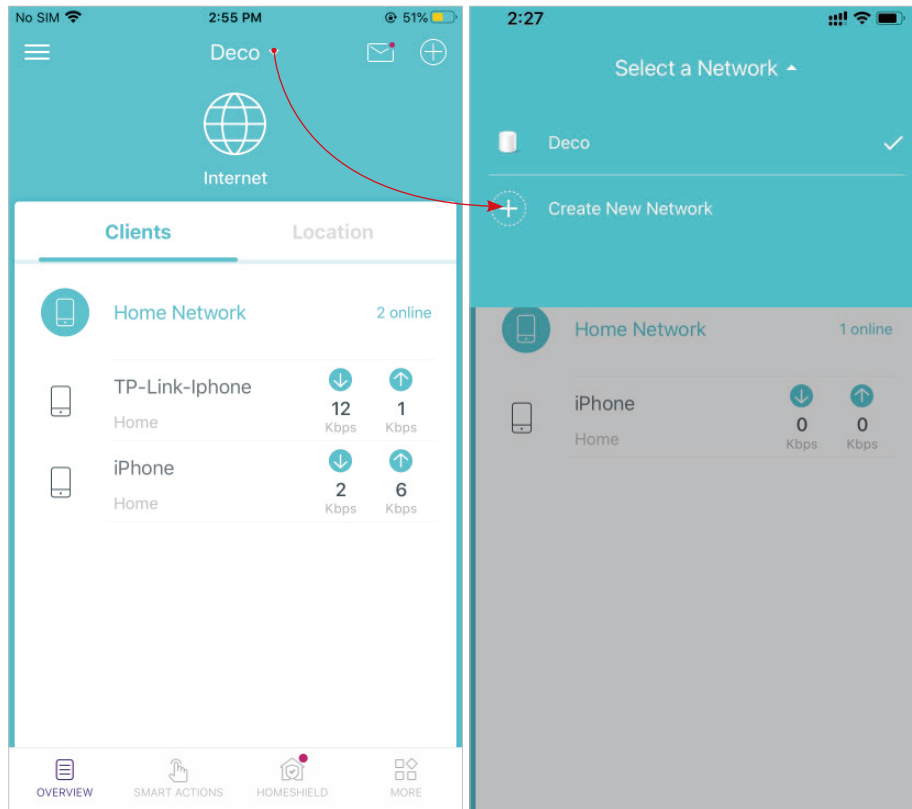 No SIM 2:55 PM 51%
Deco
Internet
Clients Location
Home Network 2 online
TP-Link-Iphone
Home
12 Kbps 1 Kbps
iPhone
Home
2 Kbps 6 Kbps
OVERVIEW SMART ACTIONS HOMESHIELD MORE
2:27
Select a Network
Deco
Create New Network
Home Network 1 online
iPhone
Home
0 Kbps 0 Kbps